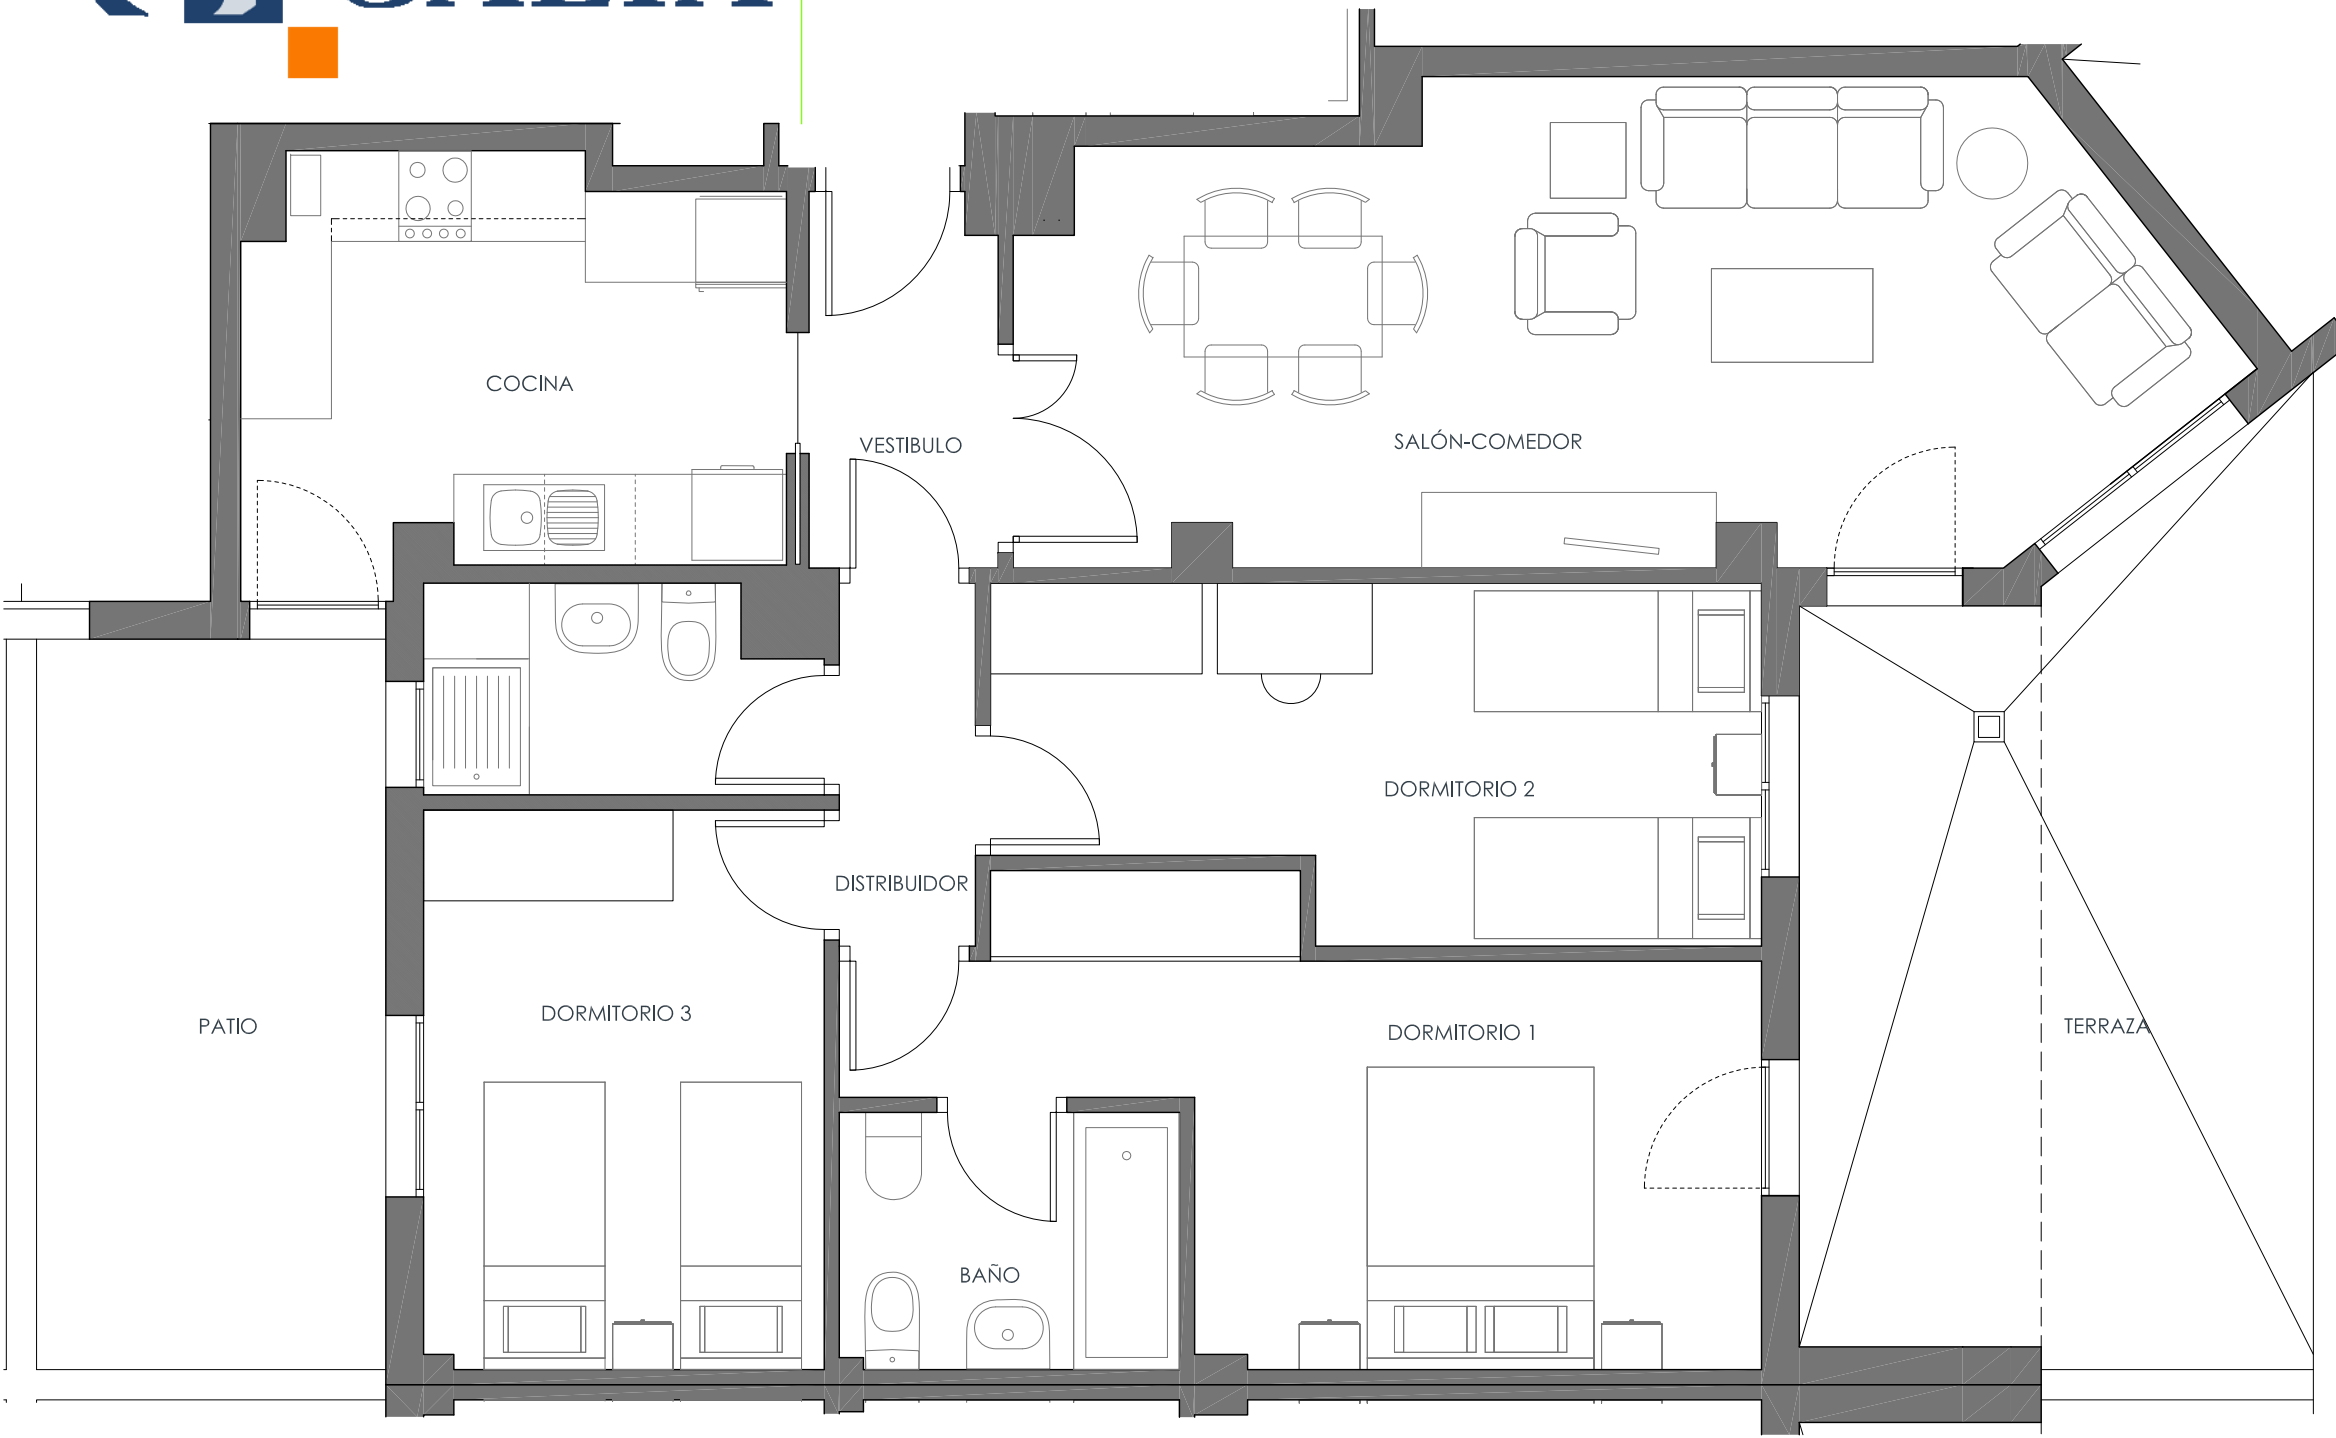 COCINA
VESTIBULO
SALÓN-COMEDOR
DORMITORIO 2
DISTRIBUIDOR
DORMITORIO 3
PATIO
DORMITORIO 1
TERRAZA
BAÑO